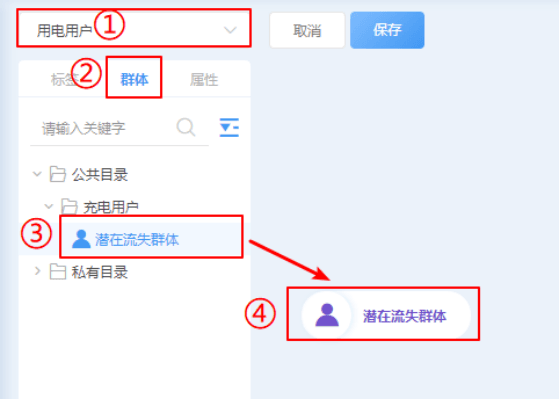 用电用户 ①
取消
保存
②
标签
群体
属性
请输入关键字
公共目录
充电用户
③
潜在流失群体
私有目录
④
潜在流失群体